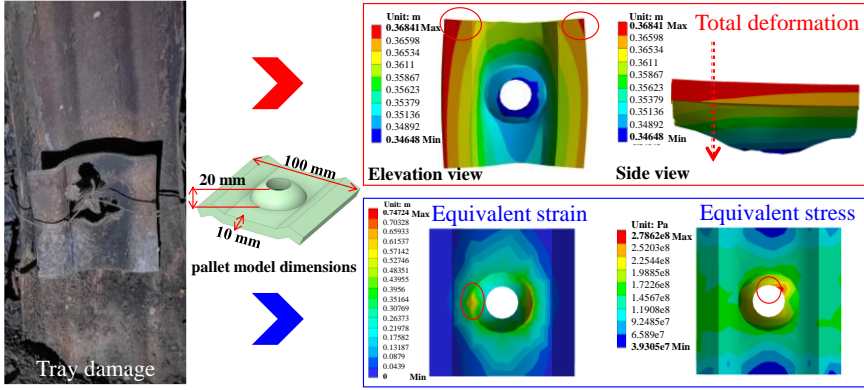 Tray damage
20 mm
100 mm
10 mm
pallet model dimensions
Unit: m
0.36841 Max
0.36598
0.36534
0.3611
0.35867
0.35623
0.35379
0.35136
0.34892
0.34648 Min
Elevation view
Unit: m
0.36841 Max
0.36598
0.36534
0.3611
0.35867
0.35623
0.35379
0.35136
0.34892
0.34648 Min
Total deformation
Side view
Unit: m
0.74724 Max
0.70328
0.65933
0.61537
0.57142
0.52746
0.48351
0.43955
0.3956
0.35164
0.30769
0.26373
0.21978
0.17582
0.13187
0.0879
0.0439
0 Min
Equivalent strain
Unit: Pa
2.7862e8 Max
2.5203e8
2.2544e8
1.9885e8
1.7226e8
1.4567e8
1.1908e8
9.2485e7
6.589e7
3.9305e7 Min
Equivalent stress